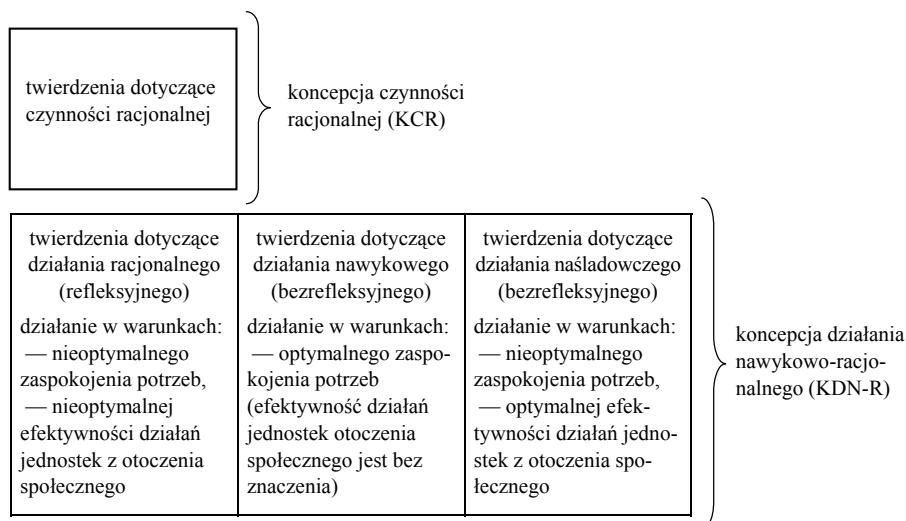 twierdzenia dotyczące
czynności racjonalnej
koncepcja czynności
racjonalnej (KCR)
twierdzenia dotyczące
działania racjonalnego
(refleksyjnego)
działanie w warunkach:
— nieoptymalnego
zaspokojenia potrzeb,
— nieoptymalnej
efektywności działań
jednostek z otoczenia
społecznego
twierdzenia dotyczące
działania nawykowego
(bezrefleksyjnego)
działanie w warunkach:
— optymalnego zaspo-
kojenia potrzeb
(efektywność działań
jednostek otoczenia
społecznego jest bez
znaczenia)
twierdzenia dotyczące
działania naśladowczego
(bezrefleksyjnego)
działanie w warunkach:
— nieoptymalnego
zaspokojenia potrzeb,
— optymalnej efek-
tywności działań jedno-
stek z otoczenia spo-
łecznego
koncepcja działania
nawykowo-racjo-
nalnego (KDN-R)